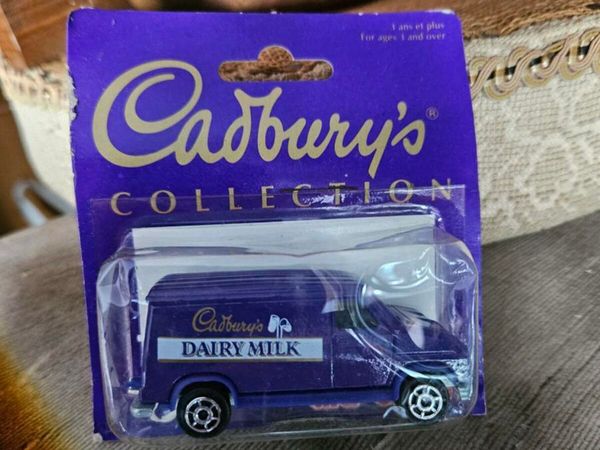 3 ans et plus
For ages 3 and over
Cadbury's®
COLLECTION
Cadbury's
DAIRY MILK